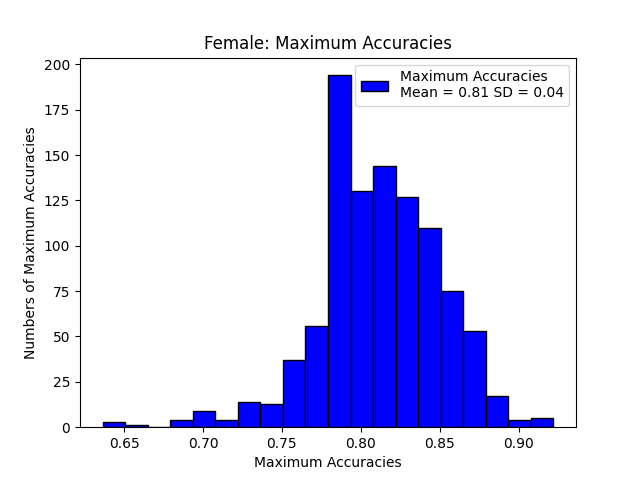 Female: Maximum Accuracies
Maximum Accuracies
Mean = 0.81 SD = 0.04
Numbers of Maximum Accuracies
200
175
150
125
100
75
50
25
0
0.65 0.70 0.75 0.80 0.85 0.90
Maximum Accuracies